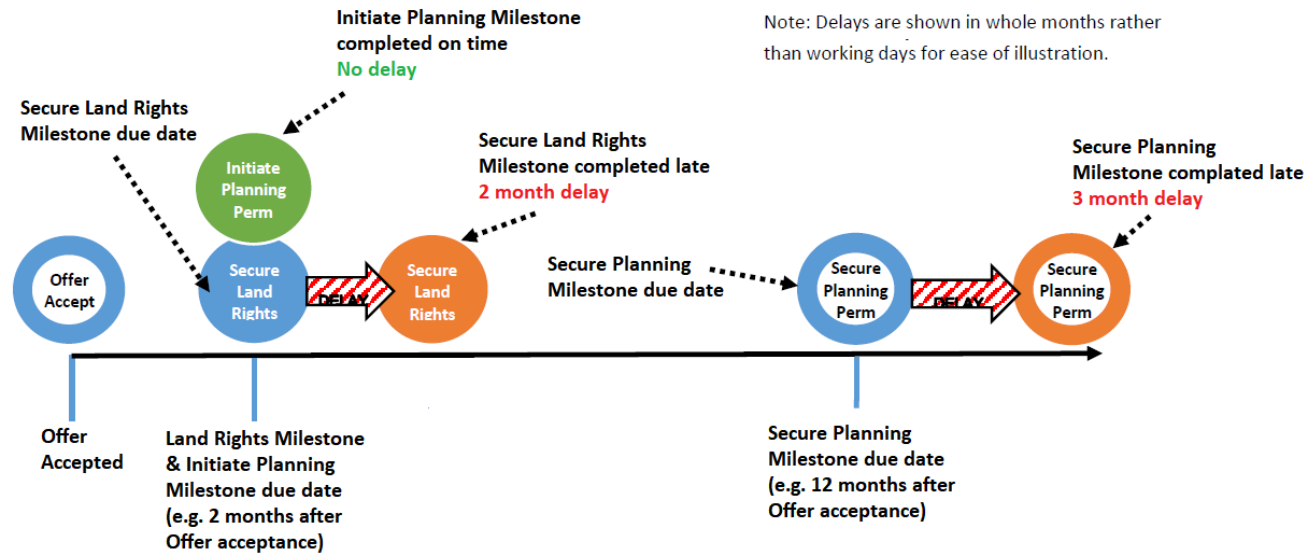 Initiate Planning Milestone
completed on time
No delay
Note: Delays are shown in whole months rather
than working days for ease of illustration.
Secure Land Rights
Milestone due date
Initiate
Planning
Perm
Secure Land Rights
Milestone completed late
2 month delay
Secure Planning
Milestone complated late
3 month delay
Offer
Accept
Secure
Land
Rights
DELAY
Secure
Land
Rights
Secure Planning
Milestone due date
Secure
Planning
Perm
DELAY
Secure
Planning
Perm
Offer
Accepted
Land Rights Milestone
& Initiate Planning
Milestone due date
(e.g. 2 months after
Offer acceptance)
Secure Planning
Milestone due date
(e.g. 12 months after
Offer acceptance)